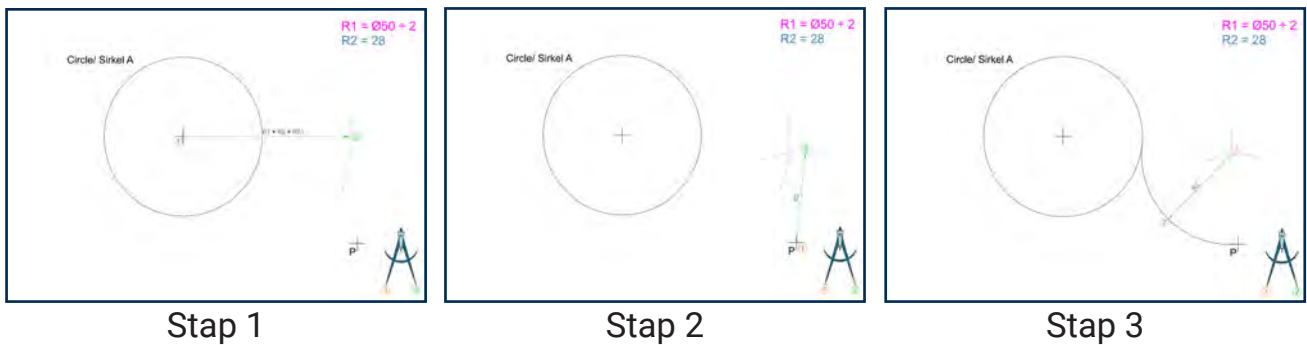 R1 = Ø50 ÷ 2
R2 = 28
Circle/ Sirkel A
P
R1 = Ø50 ÷ 2
R2 = 28
Circle/ Sirkel A
P
R1 = Ø50 ÷ 2
R2 = 28
Circle/ Sirkel A
P
Stap 1
Stap 2
Stap 3